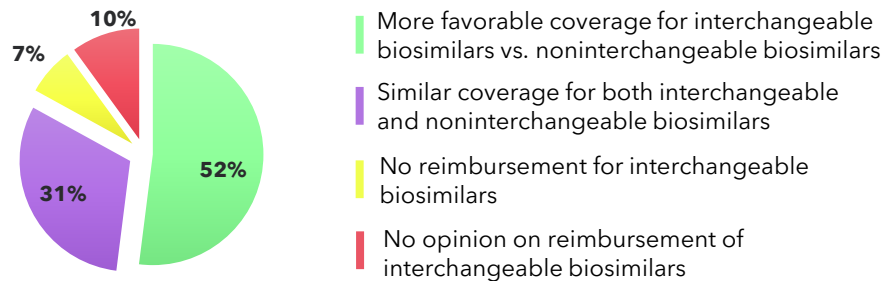 10%
7%
31%
52%
More favorable coverage for interchangeable
biosimilars vs. noninterchangeable biosimilars
Similar coverage for both interchangeable
and noninterchangeable biosimilars
No reimbursement for interchangeable
biosimilars
No opinion on reimbursement of
interchangeable biosimilars